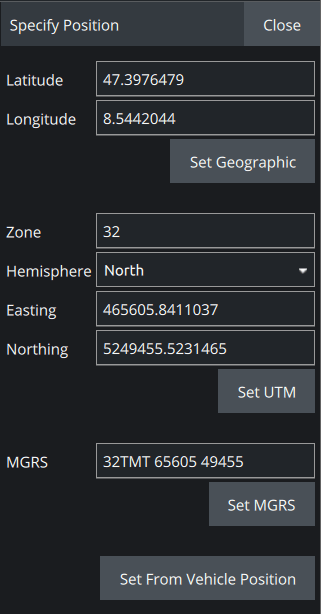 Specify Position Close
Latitude 47.3976479
Longitude 8.5442044
Set Geographic
Zone 32
Hemisphere North
Easting 465605.8411037
Northing 5249455.5231465
Set UTM
MGRS 32TMT 65605 49455
Set MGRS
Set From Vehicle Position